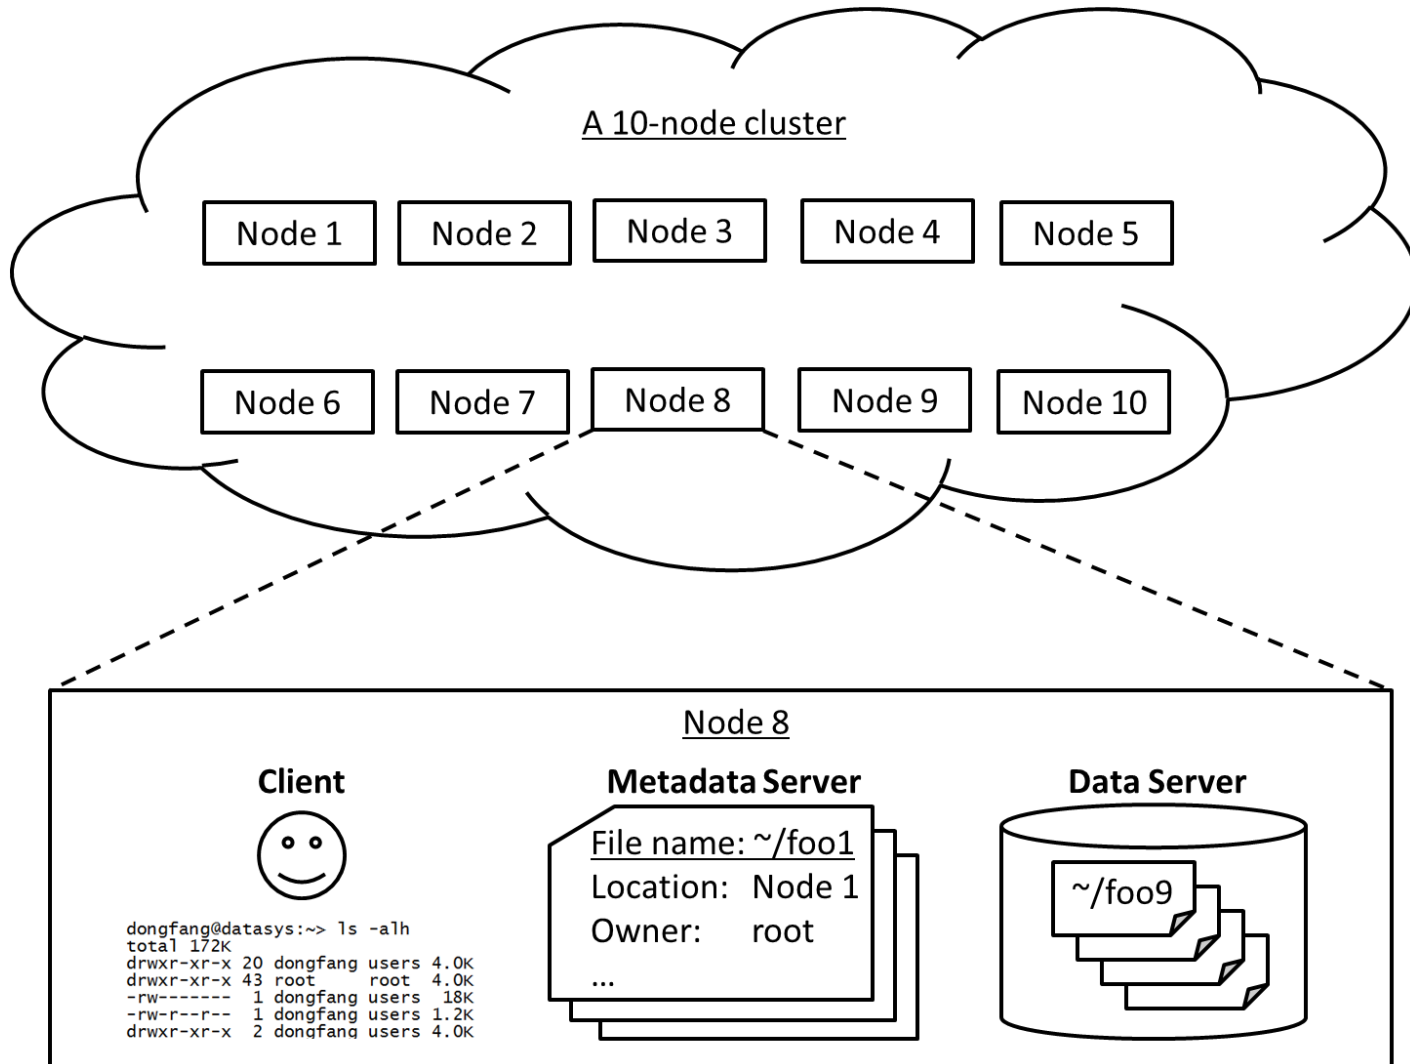 A 10-node cluster
Node 1 Node 2 Node 3 Node 4 Node 5
Node 6 Node 7 Node 8 Node 9 Node 10
Node 8
Client
dongfang@datasys:~> ls -alh
total 172K
drwxr-xr-x 20 dongfang users 4.0K
drwxr-xr-x 43 root root 4.0K
-rw------- 1 dongfang users 18K
-rw-r--r-- 1 dongfang users 1.2K
drwxr-xr-x 2 dongfang users 4.0K
Metadata Server
File name: ~/foo1
Location: Node 1
Owner: root
...
Data Server
~/foo9